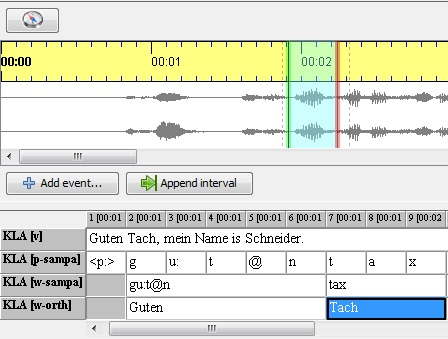 00:00 00:01 00:02
Add event... Append interval
1 [00:01 2 [00:01 3 [00:01 4 [00:01 5 [00:01 6 [00:01 7 [00:01 8 [00:01 9 [00:02
KLA [v] Guten Tach, mein Name is Schneider.
KLA [p-sampa] <p:> g u: t @ n t a x
KLA [w-sampa] gu:t@n tax
KLA [w-orth] Guten Tach